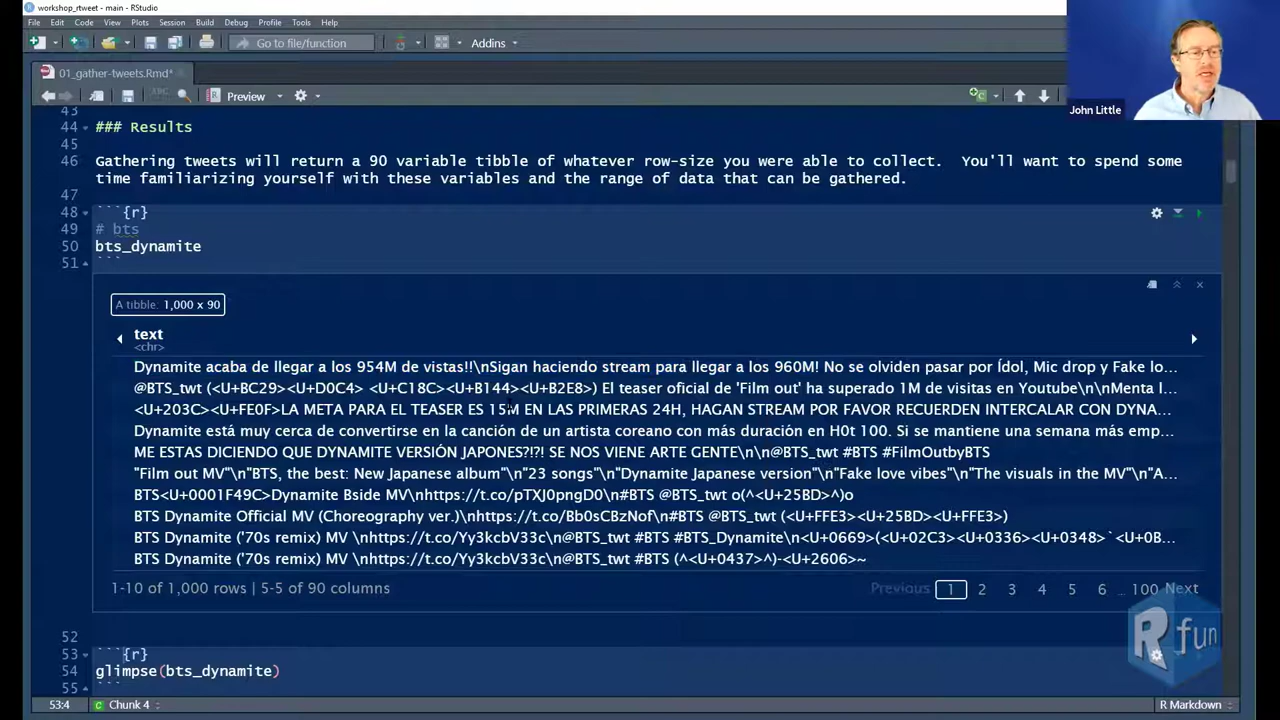 workshop_rtweet - main - RStudio
File Edit Code View Plots Session Build Debug Profile Tools Help
Go to file/function
Addins
01_gather-tweets.Rmd*
Preview
John Little
43
44 ### Results
45
46 Gathering tweets will return a 90 variable tibble of whatever row-size you were able to collect. You'll want to spend some
time familiarizing yourself with these variables and the range of data that can be gathered.
47
48 ```{r}
49 # bts
50 bts_dynamite
51 ```
A tibble: 1,000 x 90
text
<chr>
Dynamite acaba de llegar a los 954M de vistas!!\nSigan haciendo stream para llegar a los 960M! No se olviden pasar por Ídol, Mic drop y Fake lo...
@BTS_twt (<U+BC29><U+D0C4> <U+C18C><U+B144><U+B2E8>) El teaser oficial de 'Film out' ha superado 1M de visitas en Youtube\n\nMenta l...
<U+203C><U+FE0F>LA META PARA EL TEASER ES 15M EN LAS PRIMERAS 24H, HAGAN STREAM POR FAVOR RECUERDEN INTERCALAR CON DYNA...
Dynamite está muy cerca de convertirse en la canción de un artista coreano con más duración en H0t 100. Si se mantiene una semana más emp...
ME ESTAS DICIENDO QUE DYNAMITE VERSIÓN JAPONES?!?! SE NOS VIENE ARTE GENTE\n\n@BTS_twt #BTS #FilmOutbyBTS
"Film out MV"\n"BTS, the best: New Japanese album"\n"23 songs"\n"Dynamite Japanese version"\n"Fake love vibes"\n"The visuals in the MV"\n"A...
BTS<U+0001F49C>Dynamite Bside MV\nhttps://t.co/pTXJ0pngD0\n#BTS @BTS_twt o(^<U+25BD>^)o
BTS Dynamite Official MV (Choreography ver.)\nhttps://t.co/Bb0sCBzNof\n#BTS @BTS_twt (<U+FFE3><U+25BD><U+FFE3>)
BTS Dynamite ('70s remix) MV \nhttps://t.co/Yy3kcbV33c\n@BTS_twt #BTS #BTS_Dynamite\n<U+0669>(<U+02C3><U+0336><U+0348>`<U+0B...
BTS Dynamite ('70s remix) MV \nhttps://t.co/Yy3kcbV33c\n@BTS_twt #BTS (^<U+0437>^)-<U+2606>~
1-10 of 1,000 rows | 5-5 of 90 columns
Previous 1 2 3 4 5 6 ... 100 Next
52
53 ```{r}
54 glimpse(bts_dynamite)
55 ```
R fun
53:4 Chunk 4 R Markdown